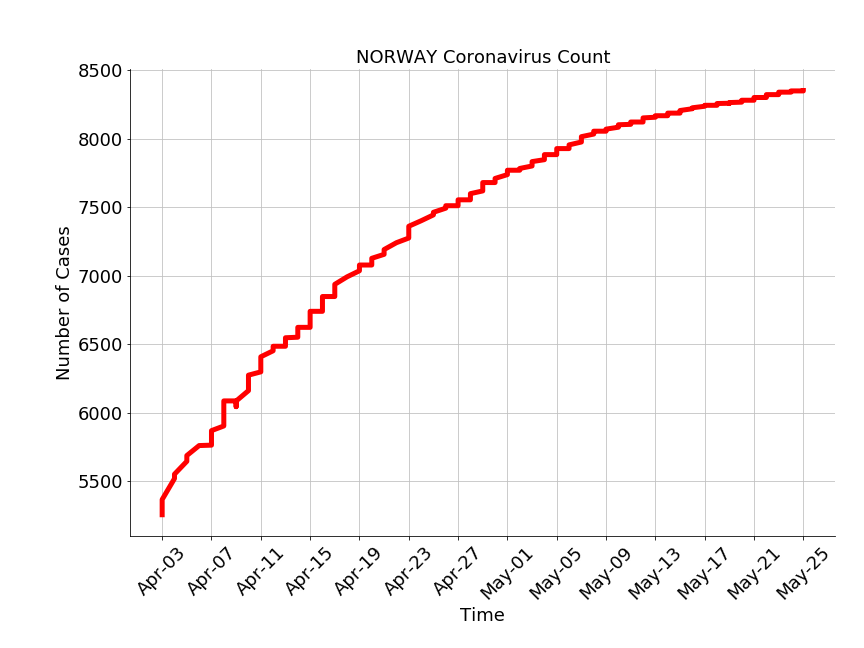 NORWAY Coronavirus Count
8500
8000
7500
7000
6500
6000
5500
Number of Cases
Apr-03
Apr-07
Apr-11
Apr-15
Apr-19
Apr-23
Apr-27
May-01
May-05
May-09
May-13
May-17
May-21
May-25
Time